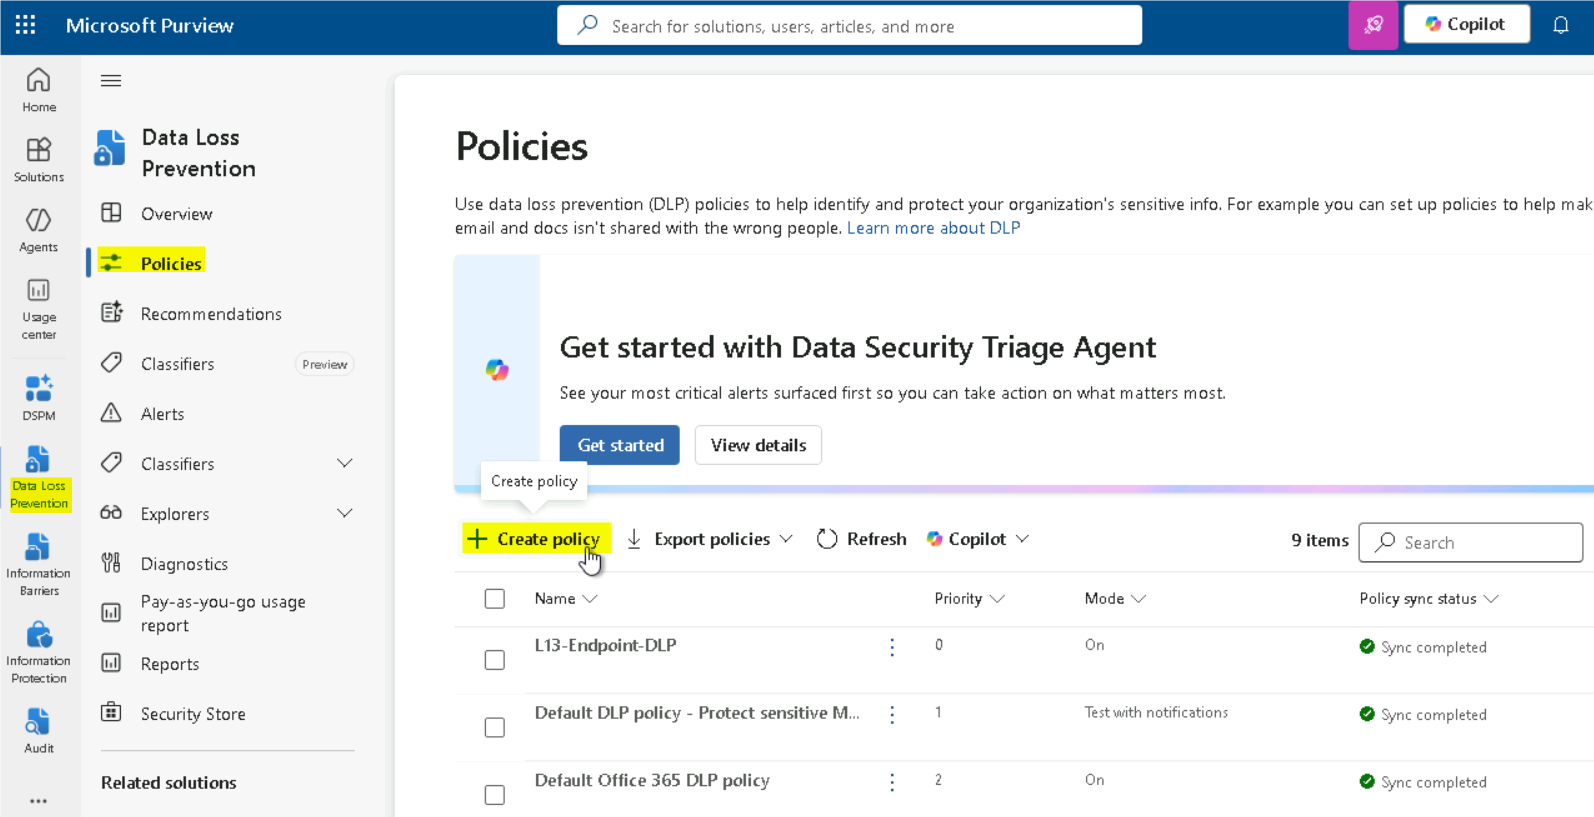 Microsoft Purview
Search for solutions, users, articles, and more
Copilot
Home
Solutions
Agents
Usage
center
DSPM
Data Loss
Prevention
Information
Barriers
Information
Protection
Audit
Data Loss
Prevention
Overview
Policies
Recommendations
Classifiers Preview
Alerts
Classifiers
Explorers
Diagnostics
Pay-as-you-go usage
report
Reports
Security Store
Related solutions
Policies
Use data loss prevention (DLP) policies to help identify and protect your organization's sensitive info. For example you can set up policies to help mak
email and docs isn't shared with the wrong people. Learn more about DLP
Get started with Data Security Triage Agent
See your most critical alerts surfaced first so you can take action on what matters most.
Get started View details
Create policy
Create policy Export policies Refresh Copilot 9 items Search
Name Priority Mode Policy sync status
L13-Endpoint-DLP 0 On Sync completed
Default DLP policy - Protect sensitive M... 1 Test with notifications Sync completed
Default Office 365 DLP policy 2 On Sync completed